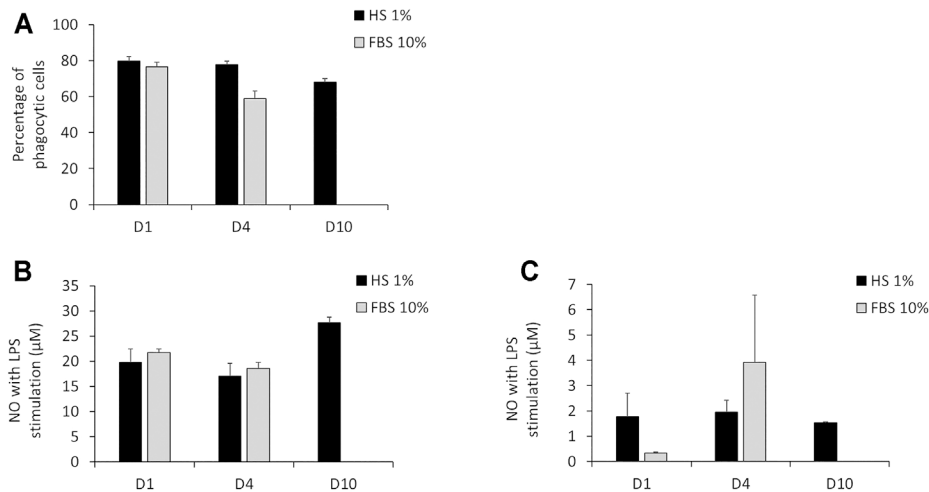 A
HS 1%
FBS 10%
Percentage of
phagocytic cells
100
80
60
40
20
0
D1 D4 D10
B
HS 1%
FBS 10%
NO with LPS
stimulation (μM)
35
30
25
20
15
10
5
0
D1 D4 D10
C
HS 1%
FBS 10%
NO with LPS
stimulation (μM)
7
6
5
4
3
2
1
0
D1 D4 D10